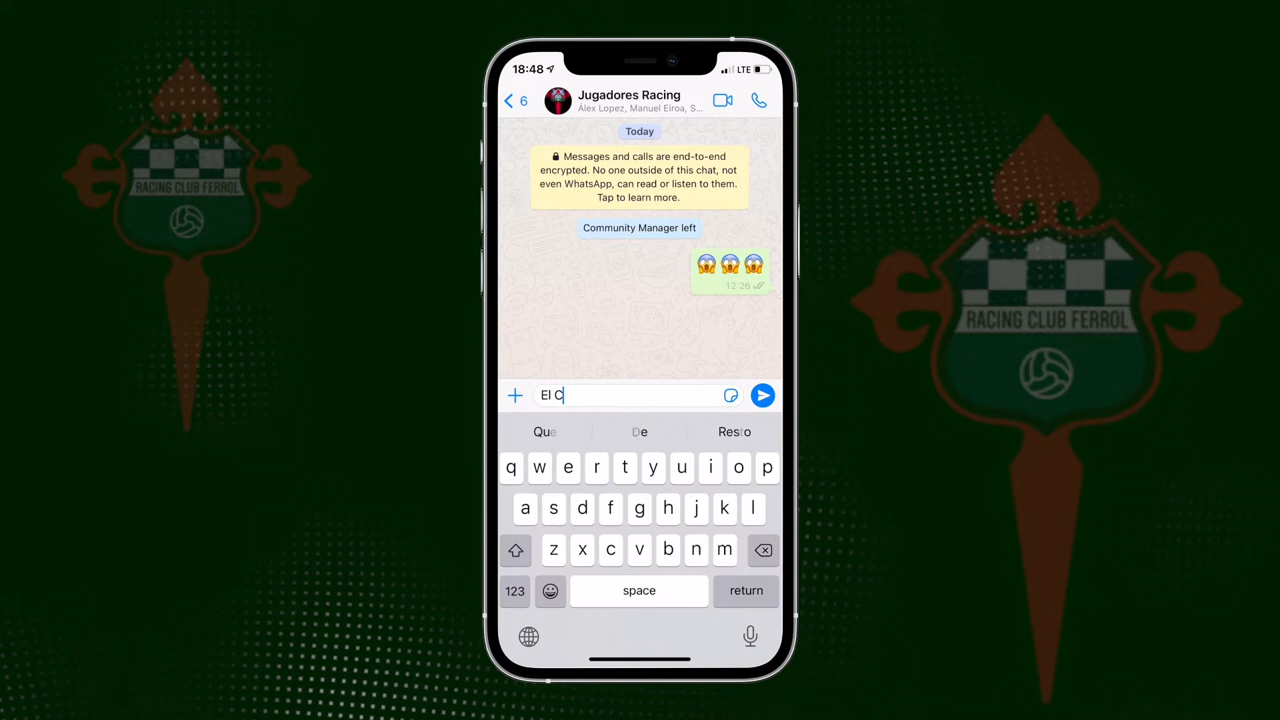 18:48
LTE
6
Jugadores Racing
Álex Lopez, Manuel Eiroa, S...
Today
Messages and calls are end-to-end
encrypted. No one outside of this chat, not
even WhatsApp, can read or listen to them.
Tap to learn more.
Community Manager left
😱😱😱
12:26
El C
Que De Resto
q w e r t y u i o p
a s d f g h j k l
z x c v b n m
123 space return
RACING CLUB FERROL
RACING CLUB FERROL